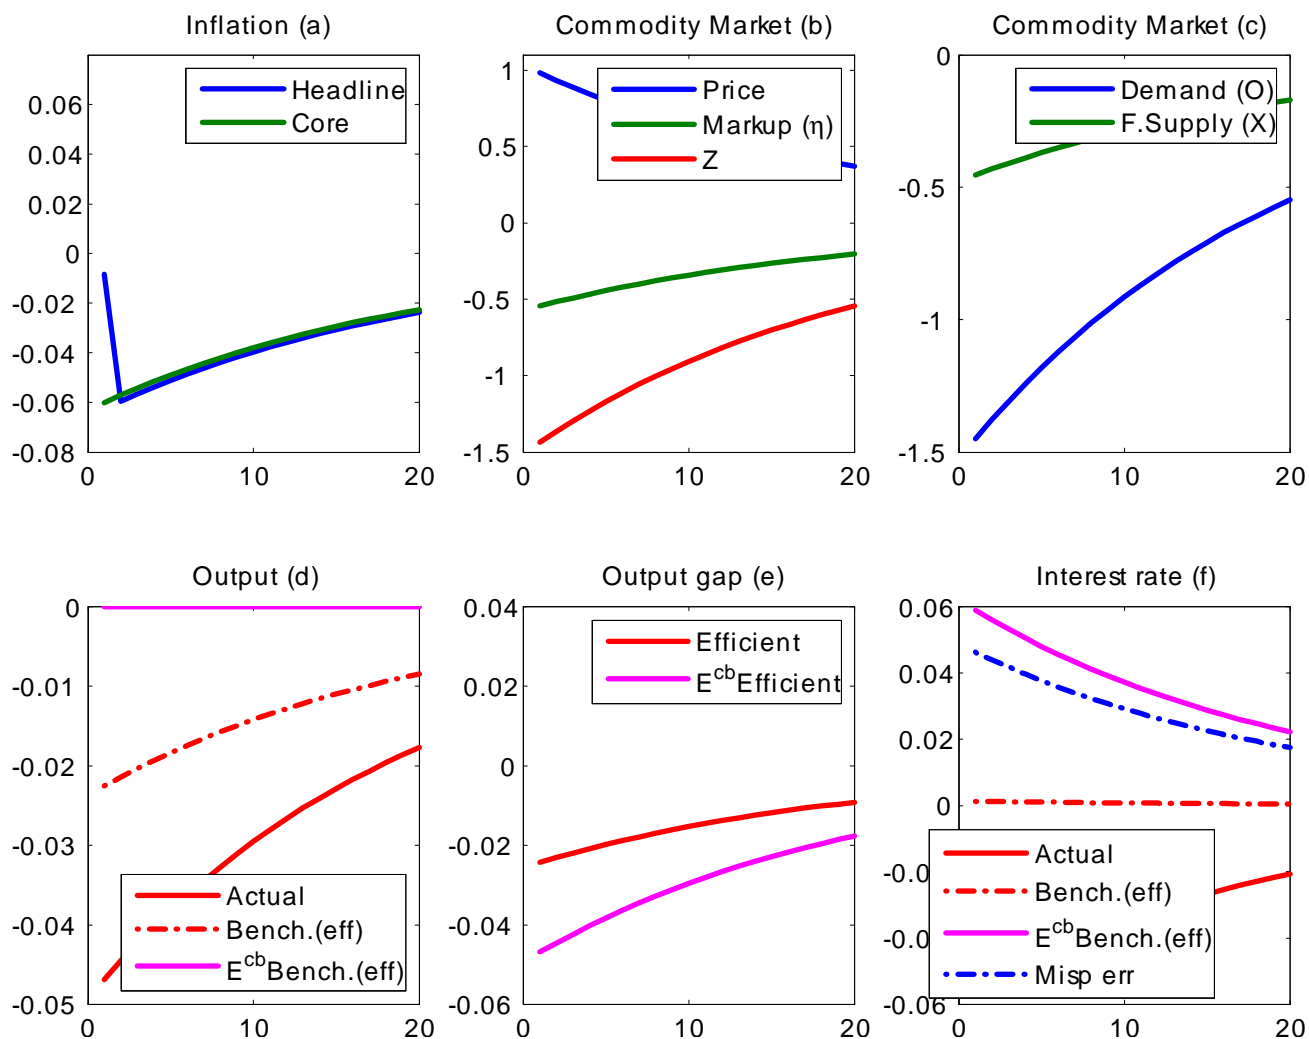 Inflation (a)
Headline
Core
0.06
0.04
0.02
0
-0.02
-0.04
-0.06
-0.08
0
10
20
Commodity Market (b)
Price
Markup (η)
Z
1
0.5
0
-0.5
-1
-1.5
0
10
20
Commodity Market (c)
Demand (O)
F.Supply (X)
0
-0.5
-1
-1.5
0
10
20
Output (d)
0
-0.01
-0.02
-0.03
-0.04
-0.05
Actual
Bench.(eff)
E^cb Bench.(eff)
0
10
20
Output gap (e)
Efficient
E^cb Efficient
0.04
0.02
0
-0.02
-0.04
-0.06
0
10
20
Interest rate (f)
0.06
0.04
0.02
0
Actual
Bench.(eff)
E^cb Bench.(eff)
Misp err
-0.06
0
10
20